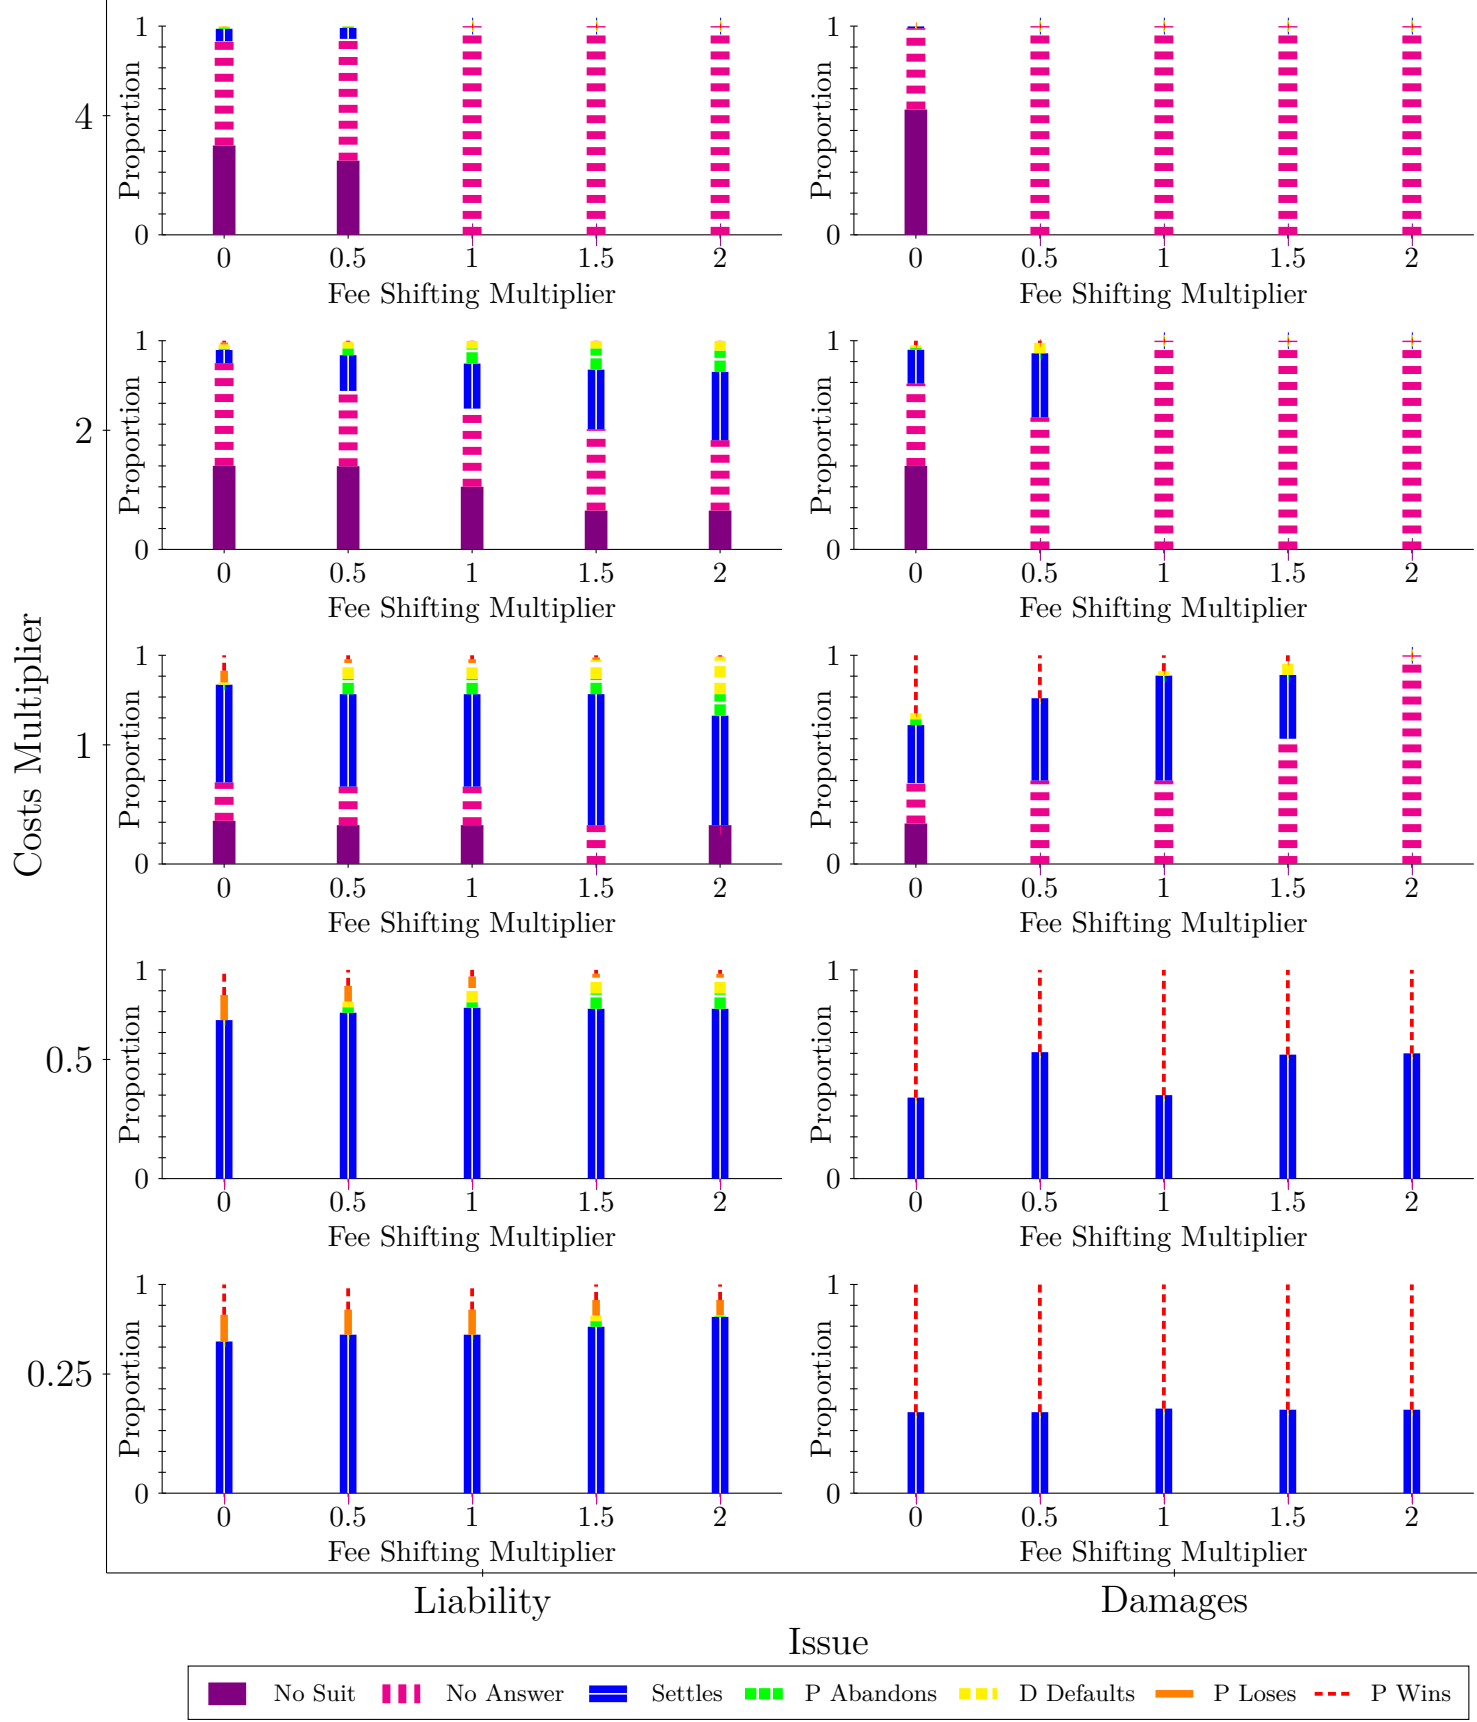 Costs Multiplier
4
Proportion
1
0
0 0.5 1 1.5 2
Fee Shifting Multiplier
Proportion
1
0
0 0.5 1 1.5 2
Fee Shifting Multiplier
2
Proportion
1
0
0 0.5 1 1.5 2
Fee Shifting Multiplier
Proportion
1
0
0 0.5 1 1.5 2
Fee Shifting Multiplier
1
Proportion
1
0
0 0.5 1 1.5 2
Fee Shifting Multiplier
Proportion
1
0
0 0.5 1 1.5 2
Fee Shifting Multiplier
0.5
Proportion
1
0
0 0.5 1 1.5 2
Fee Shifting Multiplier
Proportion
1
0
0 0.5 1 1.5 2
Fee Shifting Multiplier
0.25
Proportion
1
0
0 0.5 1 1.5 2
Fee Shifting Multiplier
Proportion
1
0
0 0.5 1 1.5 2
Fee Shifting Multiplier
Liability Damages
Issue
No Suit No Answer Settles P Abandons D Defaults P Loses P Wins